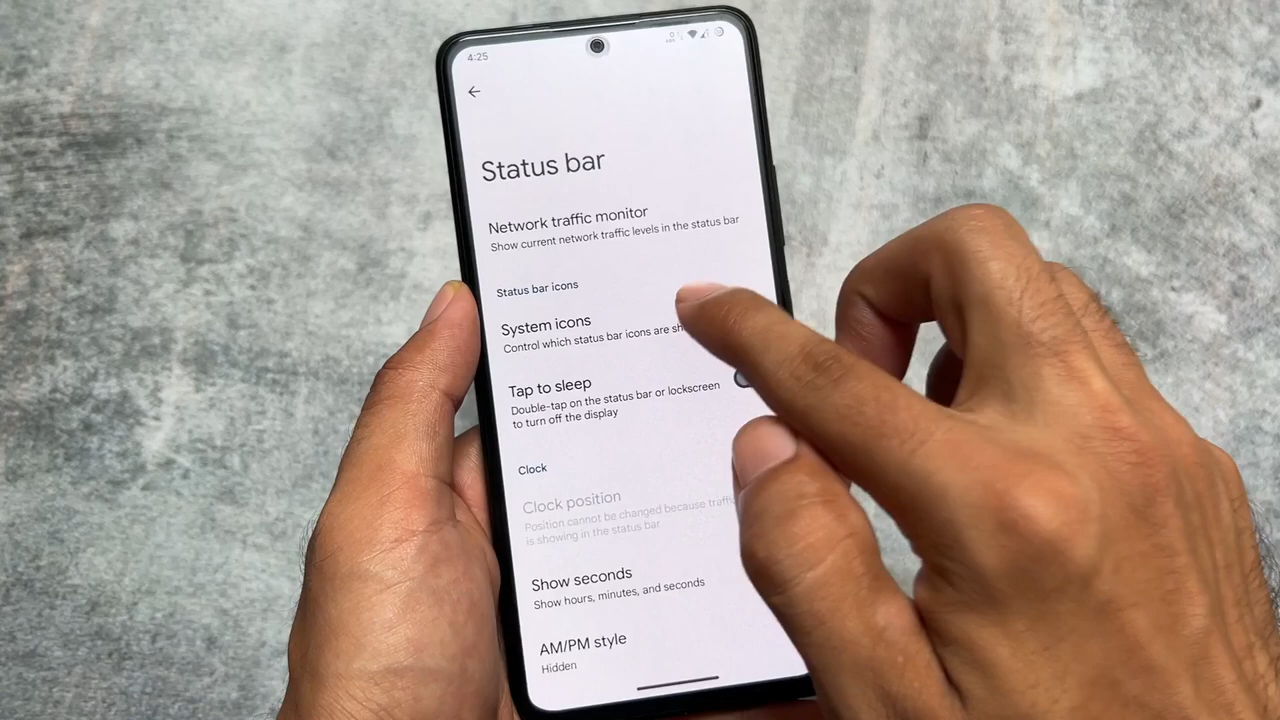 4:25
Status bar
Network traffic monitor
Show current network traffic levels in the status bar
Status bar icons
System icons
Control which status bar icons are
Tap to sleep
Double-tap on the status bar or lockscreen
to turn off the display
Clock
Clock position
Position cannot be changed because
is showing in the status bar
Show seconds
Show hours, minutes, and seconds
AM/PM style
Hidden